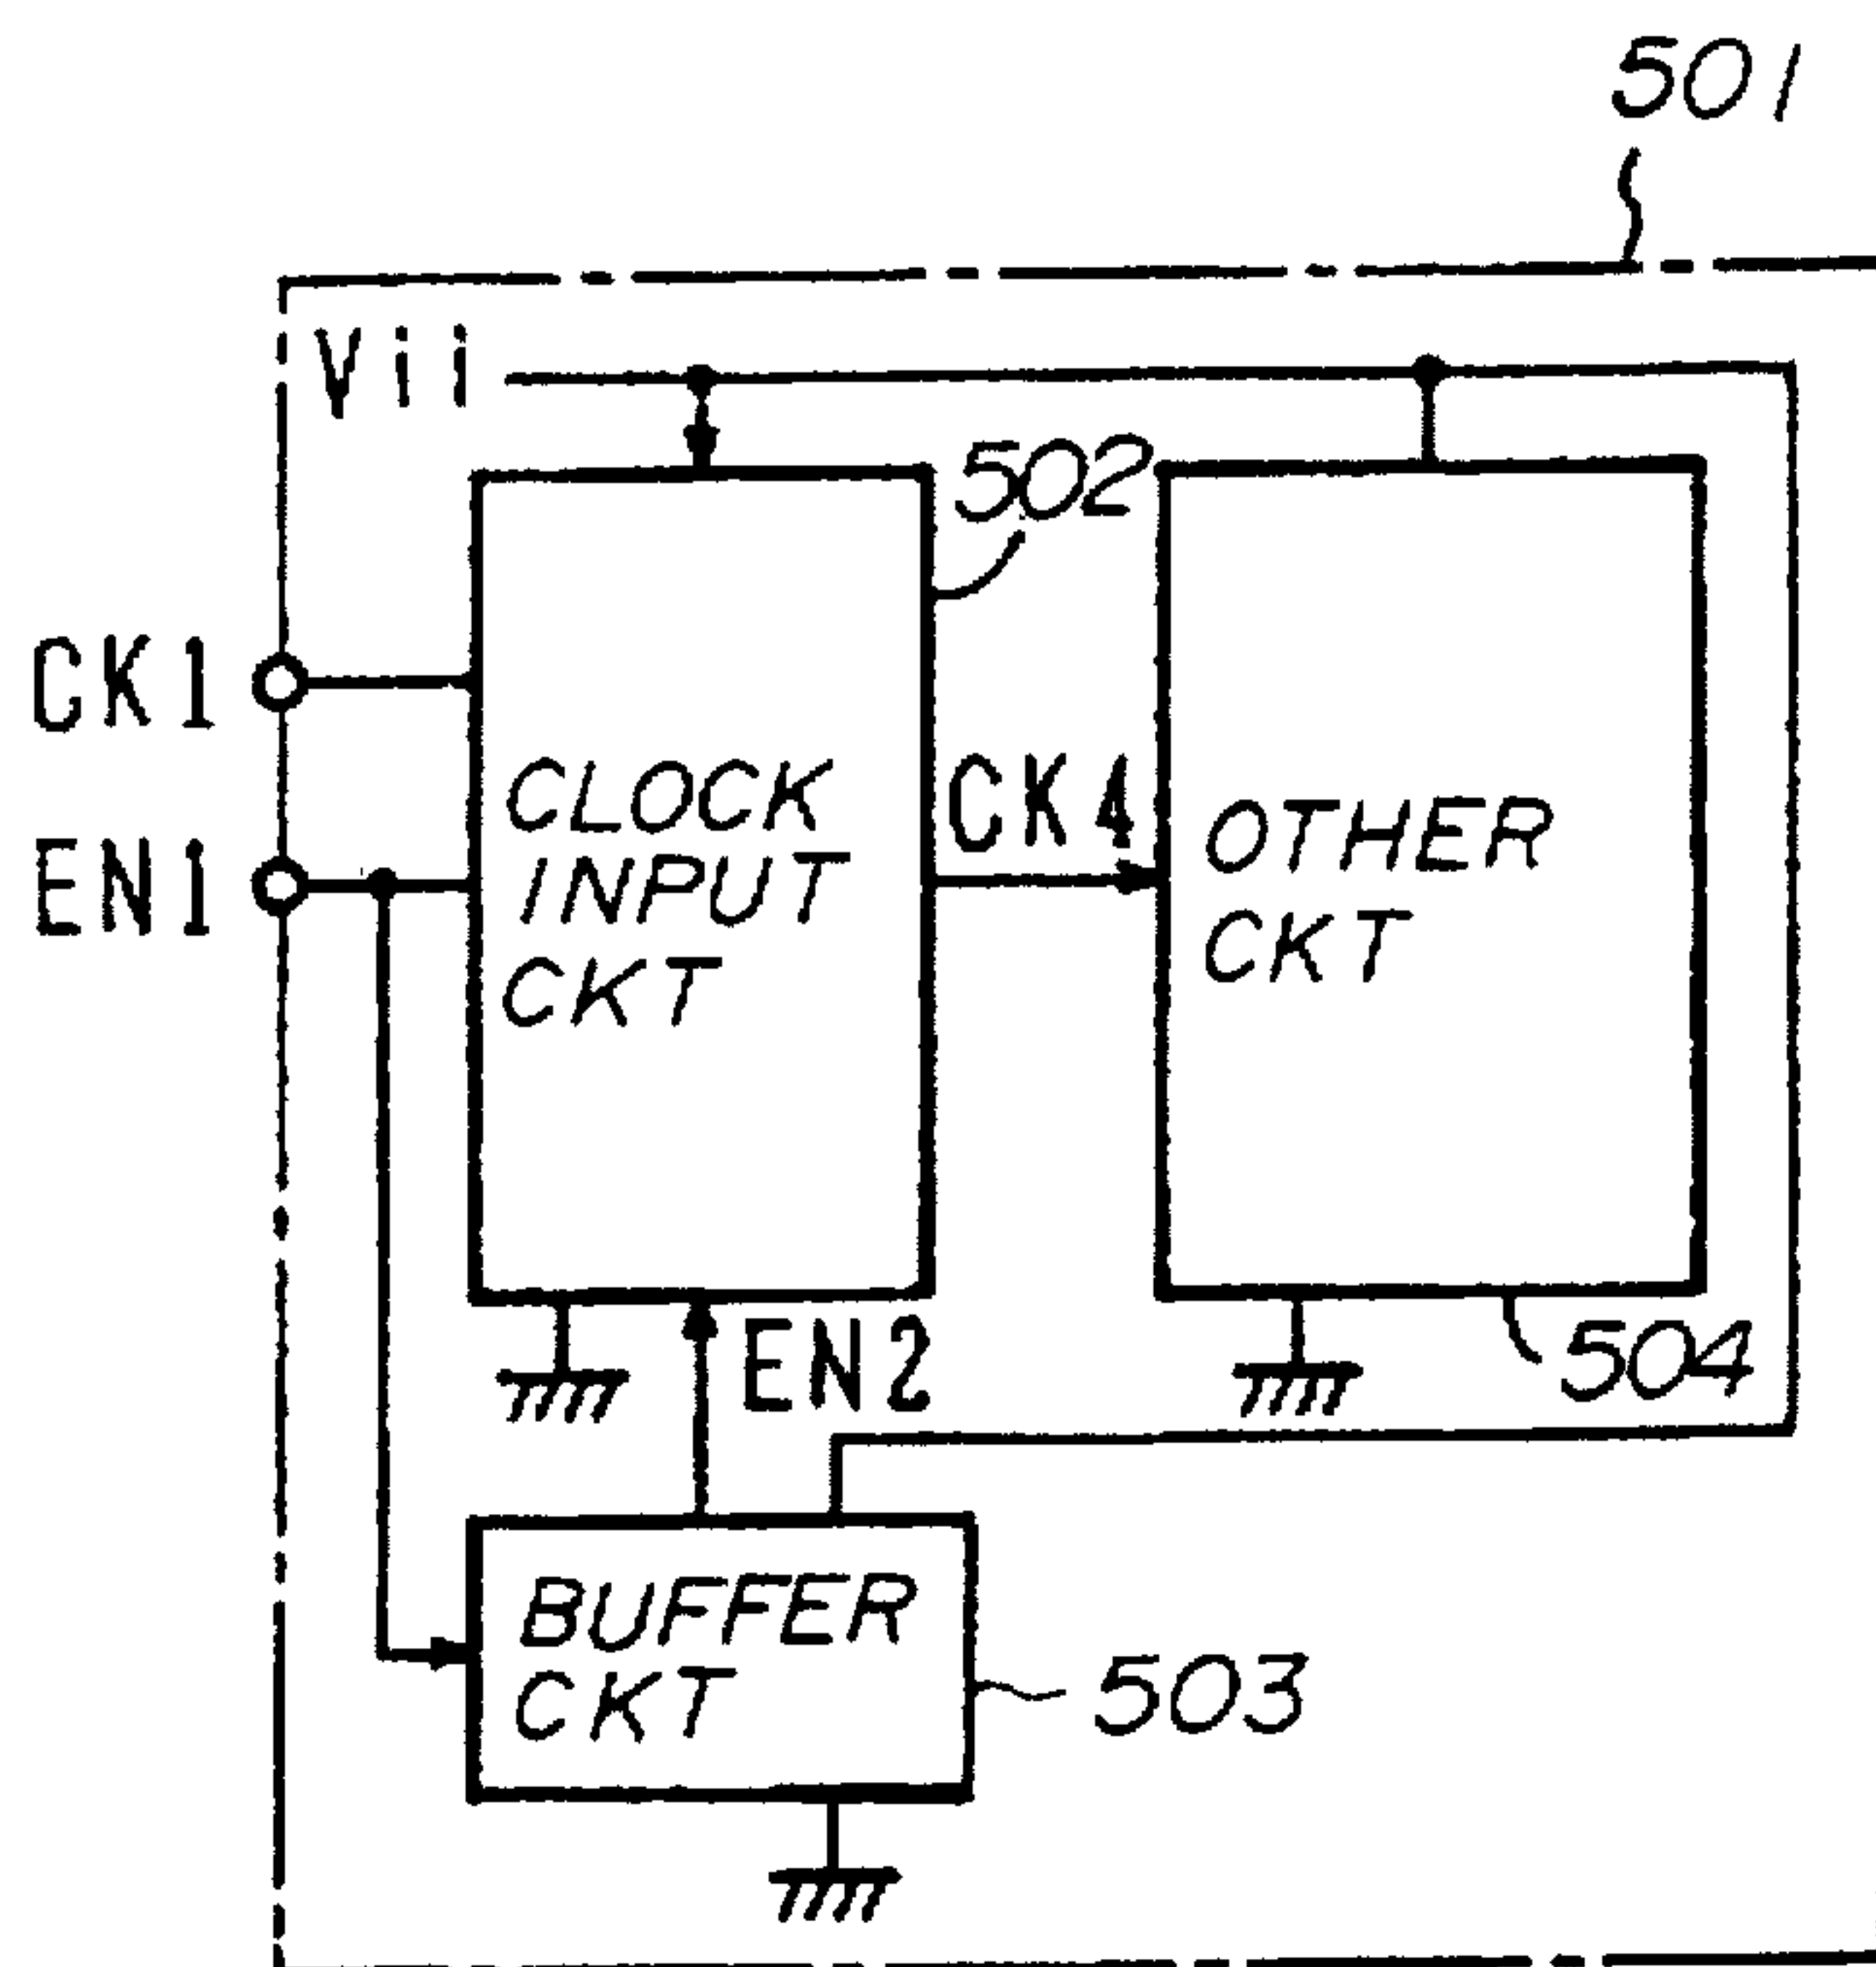 501
Vii
502
CK1
CLOCK
INPUT
CKT
CK4
OTHER
CKT
EN1
EN2
504
BUFFER
CKT
503